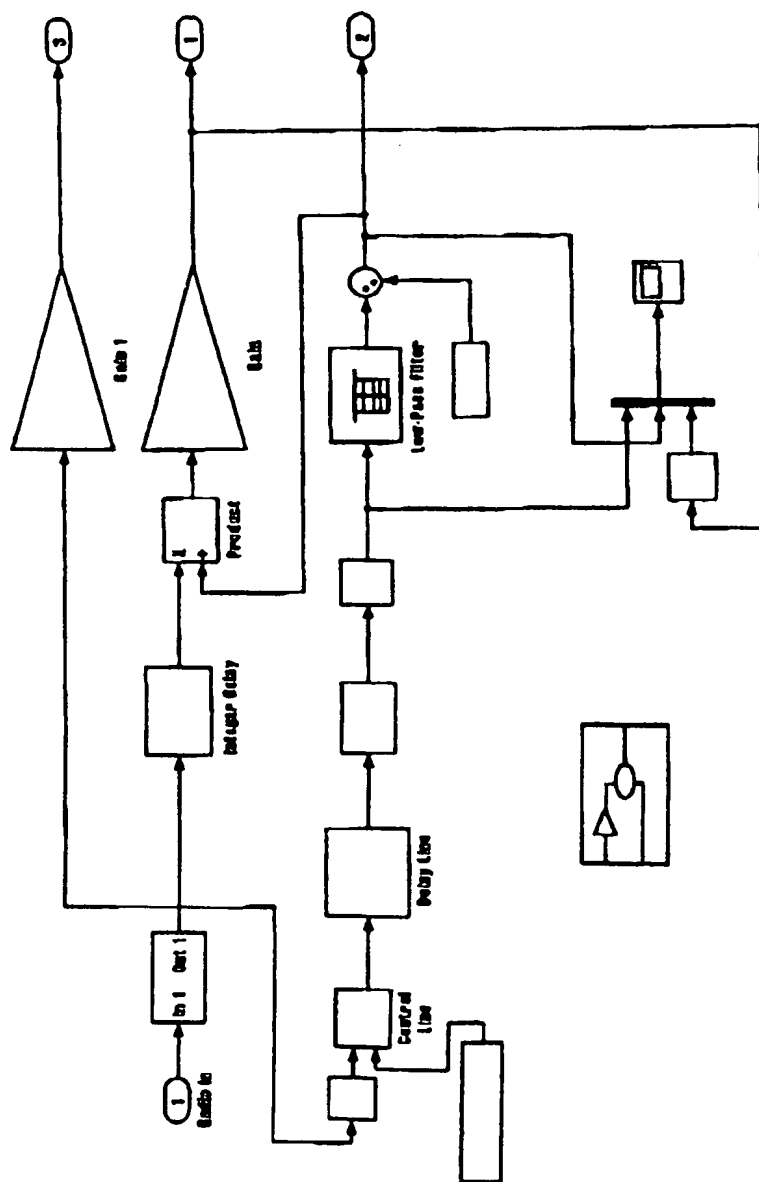 3
1
2
Gain 1
Gain
Low-Pass Filter
x
÷
Product
Integer Delay
Delay Line
In 1 Out 1
Control
Line
1
Audio In